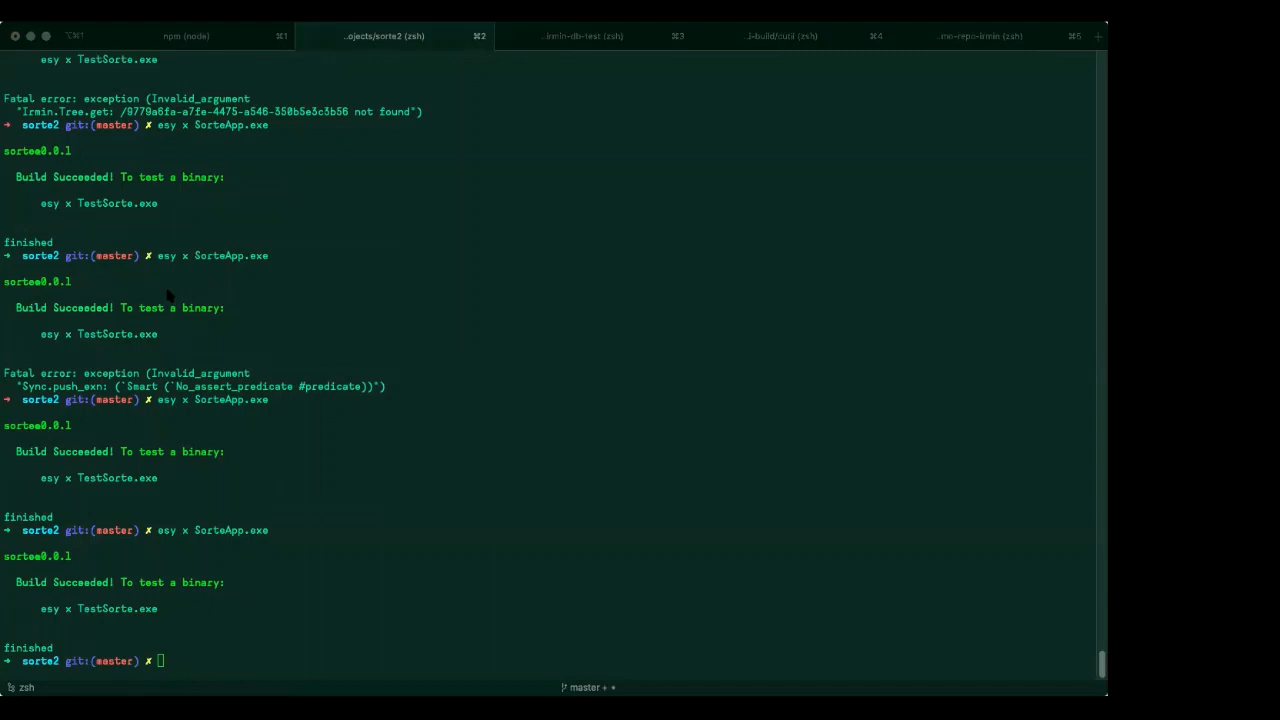 ⌥⌘1 npm (node) ⌘1 ..ojects/sorte2 (zsh) ⌘2 ..irmin-db-test (zsh) ⌘3 ..i-build/cutii (zsh) ⌘4 ..mo-repo-irmin (zsh) ⌘5 +
esy x TestSorte.exe
Fatal error: exception (Invalid_argument
"Irmin.Tree.get: /9779a6fa-a7fe-4475-a546-350b5e3c3b56 not found")
→ sorte2 git:(master) ✗ esy x SorteApp.exe
sorte@0.0.1
Build Succeeded! To test a binary:
esy x TestSorte.exe
finished
→ sorte2 git:(master) ✗ esy x SorteApp.exe
sorte@0.0.1
Build Succeeded! To test a binary:
esy x TestSorte.exe
Fatal error: exception (Invalid_argument
"Sync.push_exn: (`Smart (`No_assert_predicate #predicate))")
→ sorte2 git:(master) ✗ esy x SorteApp.exe
sorte@0.0.1
Build Succeeded! To test a binary:
esy x TestSorte.exe
finished
→ sorte2 git:(master) ✗ esy x SorteApp.exe
sorte@0.0.1
Build Succeeded! To test a binary:
esy x TestSorte.exe
finished
→ sorte2 git:(master) ✗
zsh master + •